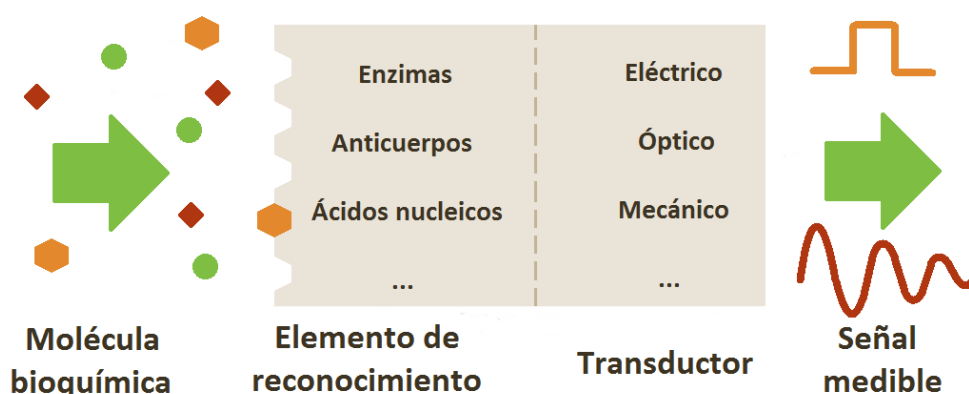 Enzimas
Eléctrico
Anticuerpos
Óptico
Ácidos nucleicos
Mecánico
...
...
Molécula
bioquímica
Elemento de
reconocimiento
Transductor
Señal
medible